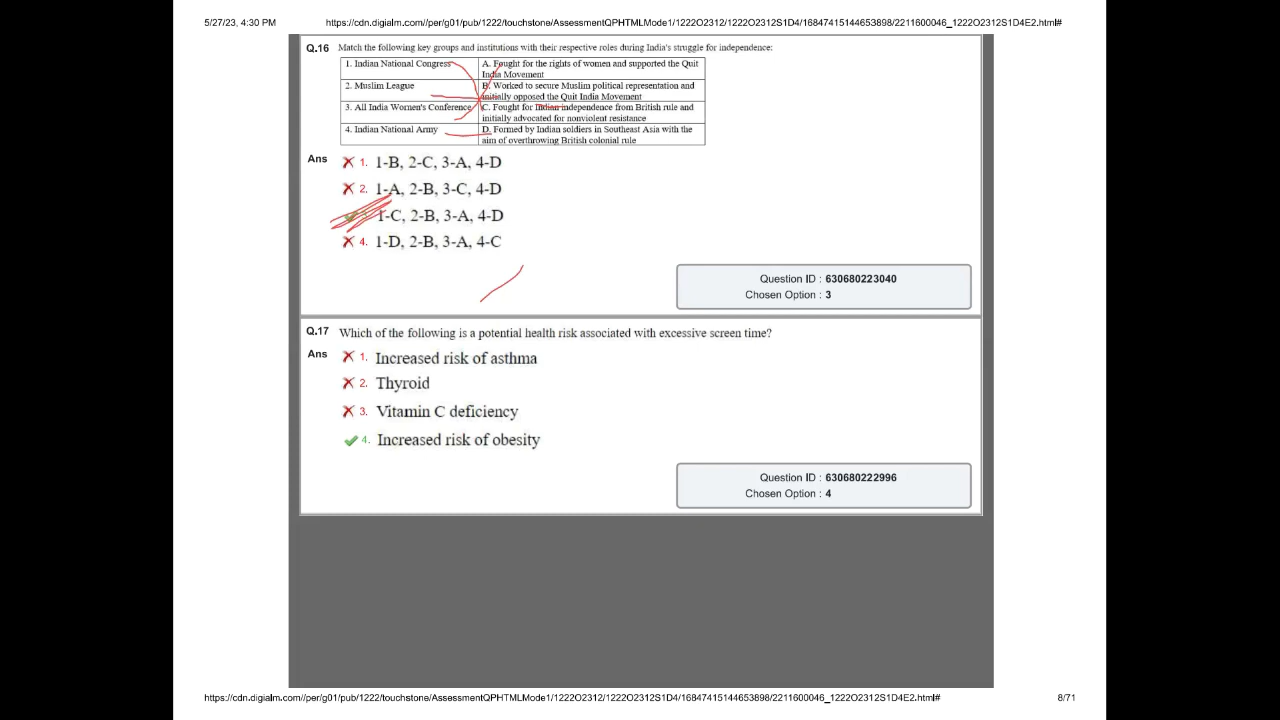 5/27/23, 4:30 PM https://cdn.digialm.com//per/g01/pub/1222/touchstone/AssessmentQPHTMLMode1/1222O2312/1222O2312S1D4/16847415144653898/2211600046_1222O2312S1D4E2.html#
Q.16 Match the following key groups and institutions with their respective roles during India's struggle for independence:
1. Indian National Congress A. Fought for the rights of women and supported the Quit
India Movement
2. Muslim League B. Worked to secure Muslim political representation and
initially opposed the Quit India Movement
3. All India Women's Conference C. Fought for Indian independence from British rule and
initially advocated for nonviolent resistance
4. Indian National Army D. Formed by Indian soldiers in Southeast Asia with the
aim of overthrowing British colonial rule
Ans 1. 1-B, 2-C, 3-A, 4-D
2. 1-A, 2-B, 3-C, 4-D
1-C, 2-B, 3-A, 4-D
4. 1-D, 2-B, 3-A, 4-C
Question ID : 630680223040
Chosen Option : 3
Q.17 Which of the following is a potential health risk associated with excessive screen time?
Ans 1. Increased risk of asthma
2. Thyroid
3. Vitamin C deficiency
4. Increased risk of obesity
Question ID : 630680222996
Chosen Option : 4
https://cdn.digialm.com//per/g01/pub/1222/touchstone/AssessmentQPHTMLMode1/1222O2312/1222O2312S1D4/16847415144653898/2211600046_1222O2312S1D4E2.html# 8/71